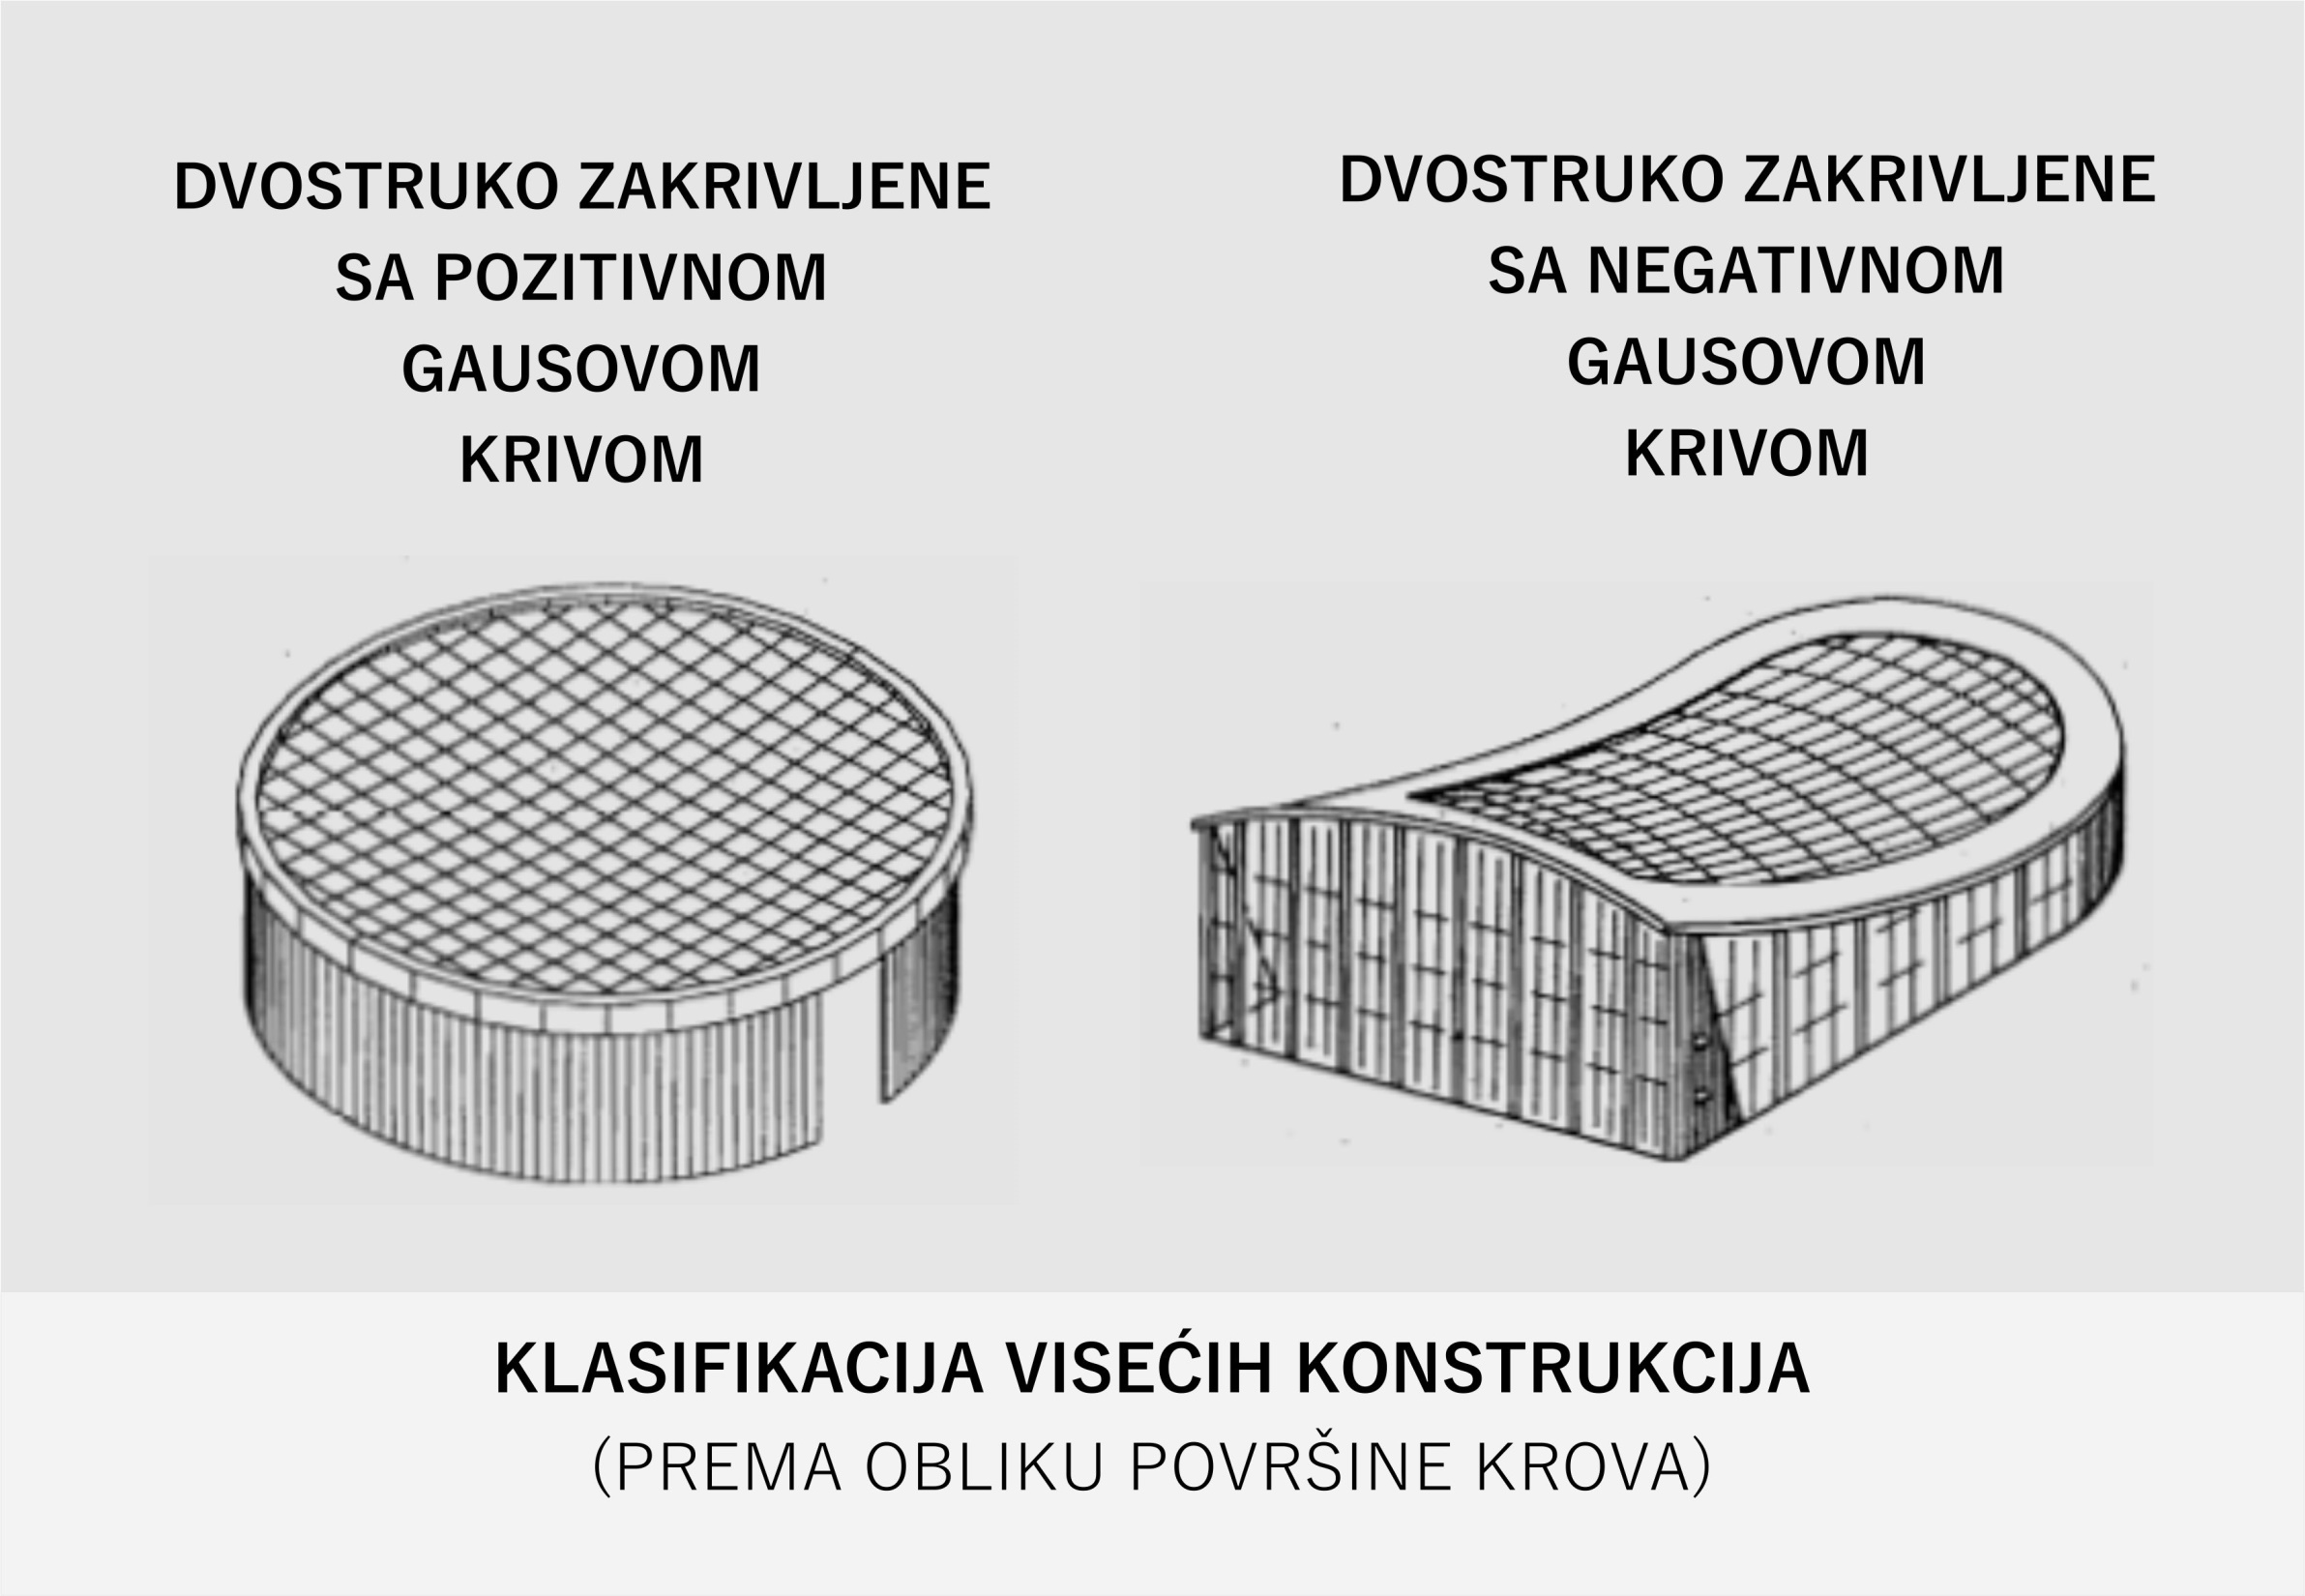 DVOSTRUKO ZAKRIVLJENE
SA POZITIVNOM
GAUSOVOM
KRIVOM
DVOSTRUKO ZAKRIVLJENE
SA NEGATIVNOM
GAUSOVOM
KRIVOM
KLASIFIKACIJA VISEĆIH KONSTRUKCIJA
(PREMA OBLIKU POVRŠINE KROVA)